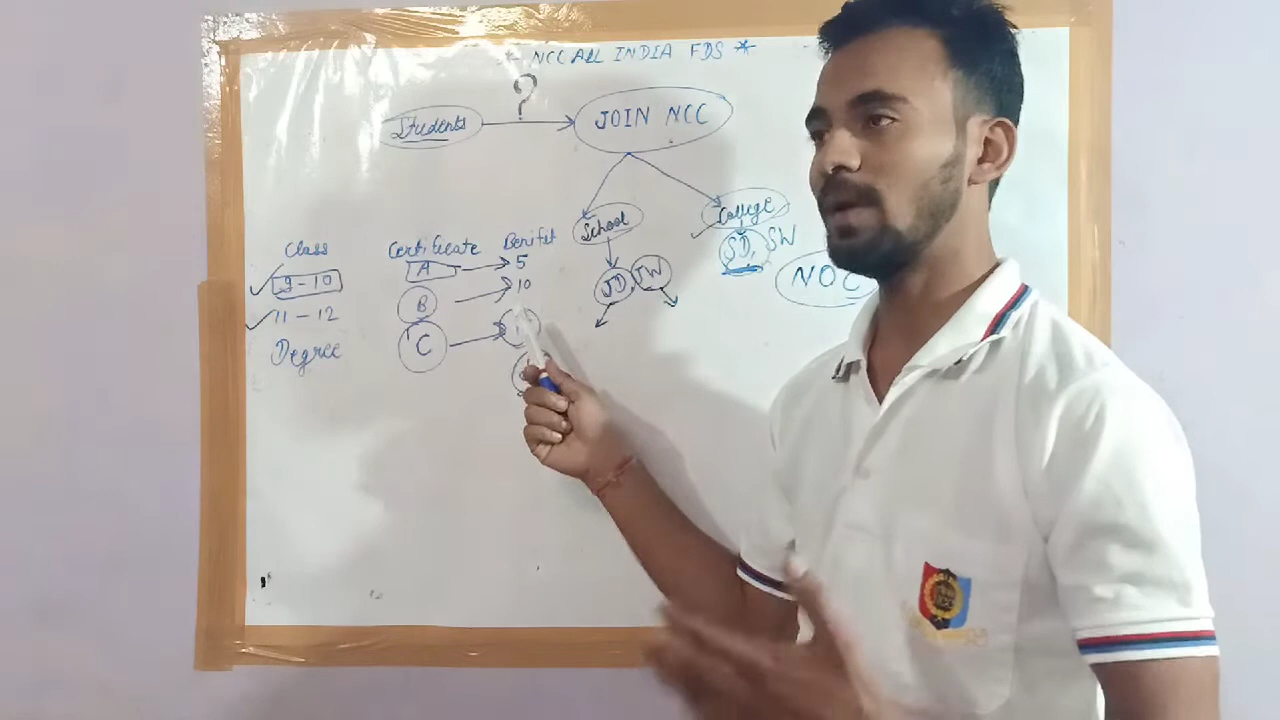 * NCC ALL INDIA FDS *
?
Students JOIN NCC
School College
JD JW SD SW
NOC
Class Certificate Benifit
9-10 A 5
11-12 B 10
Degree C